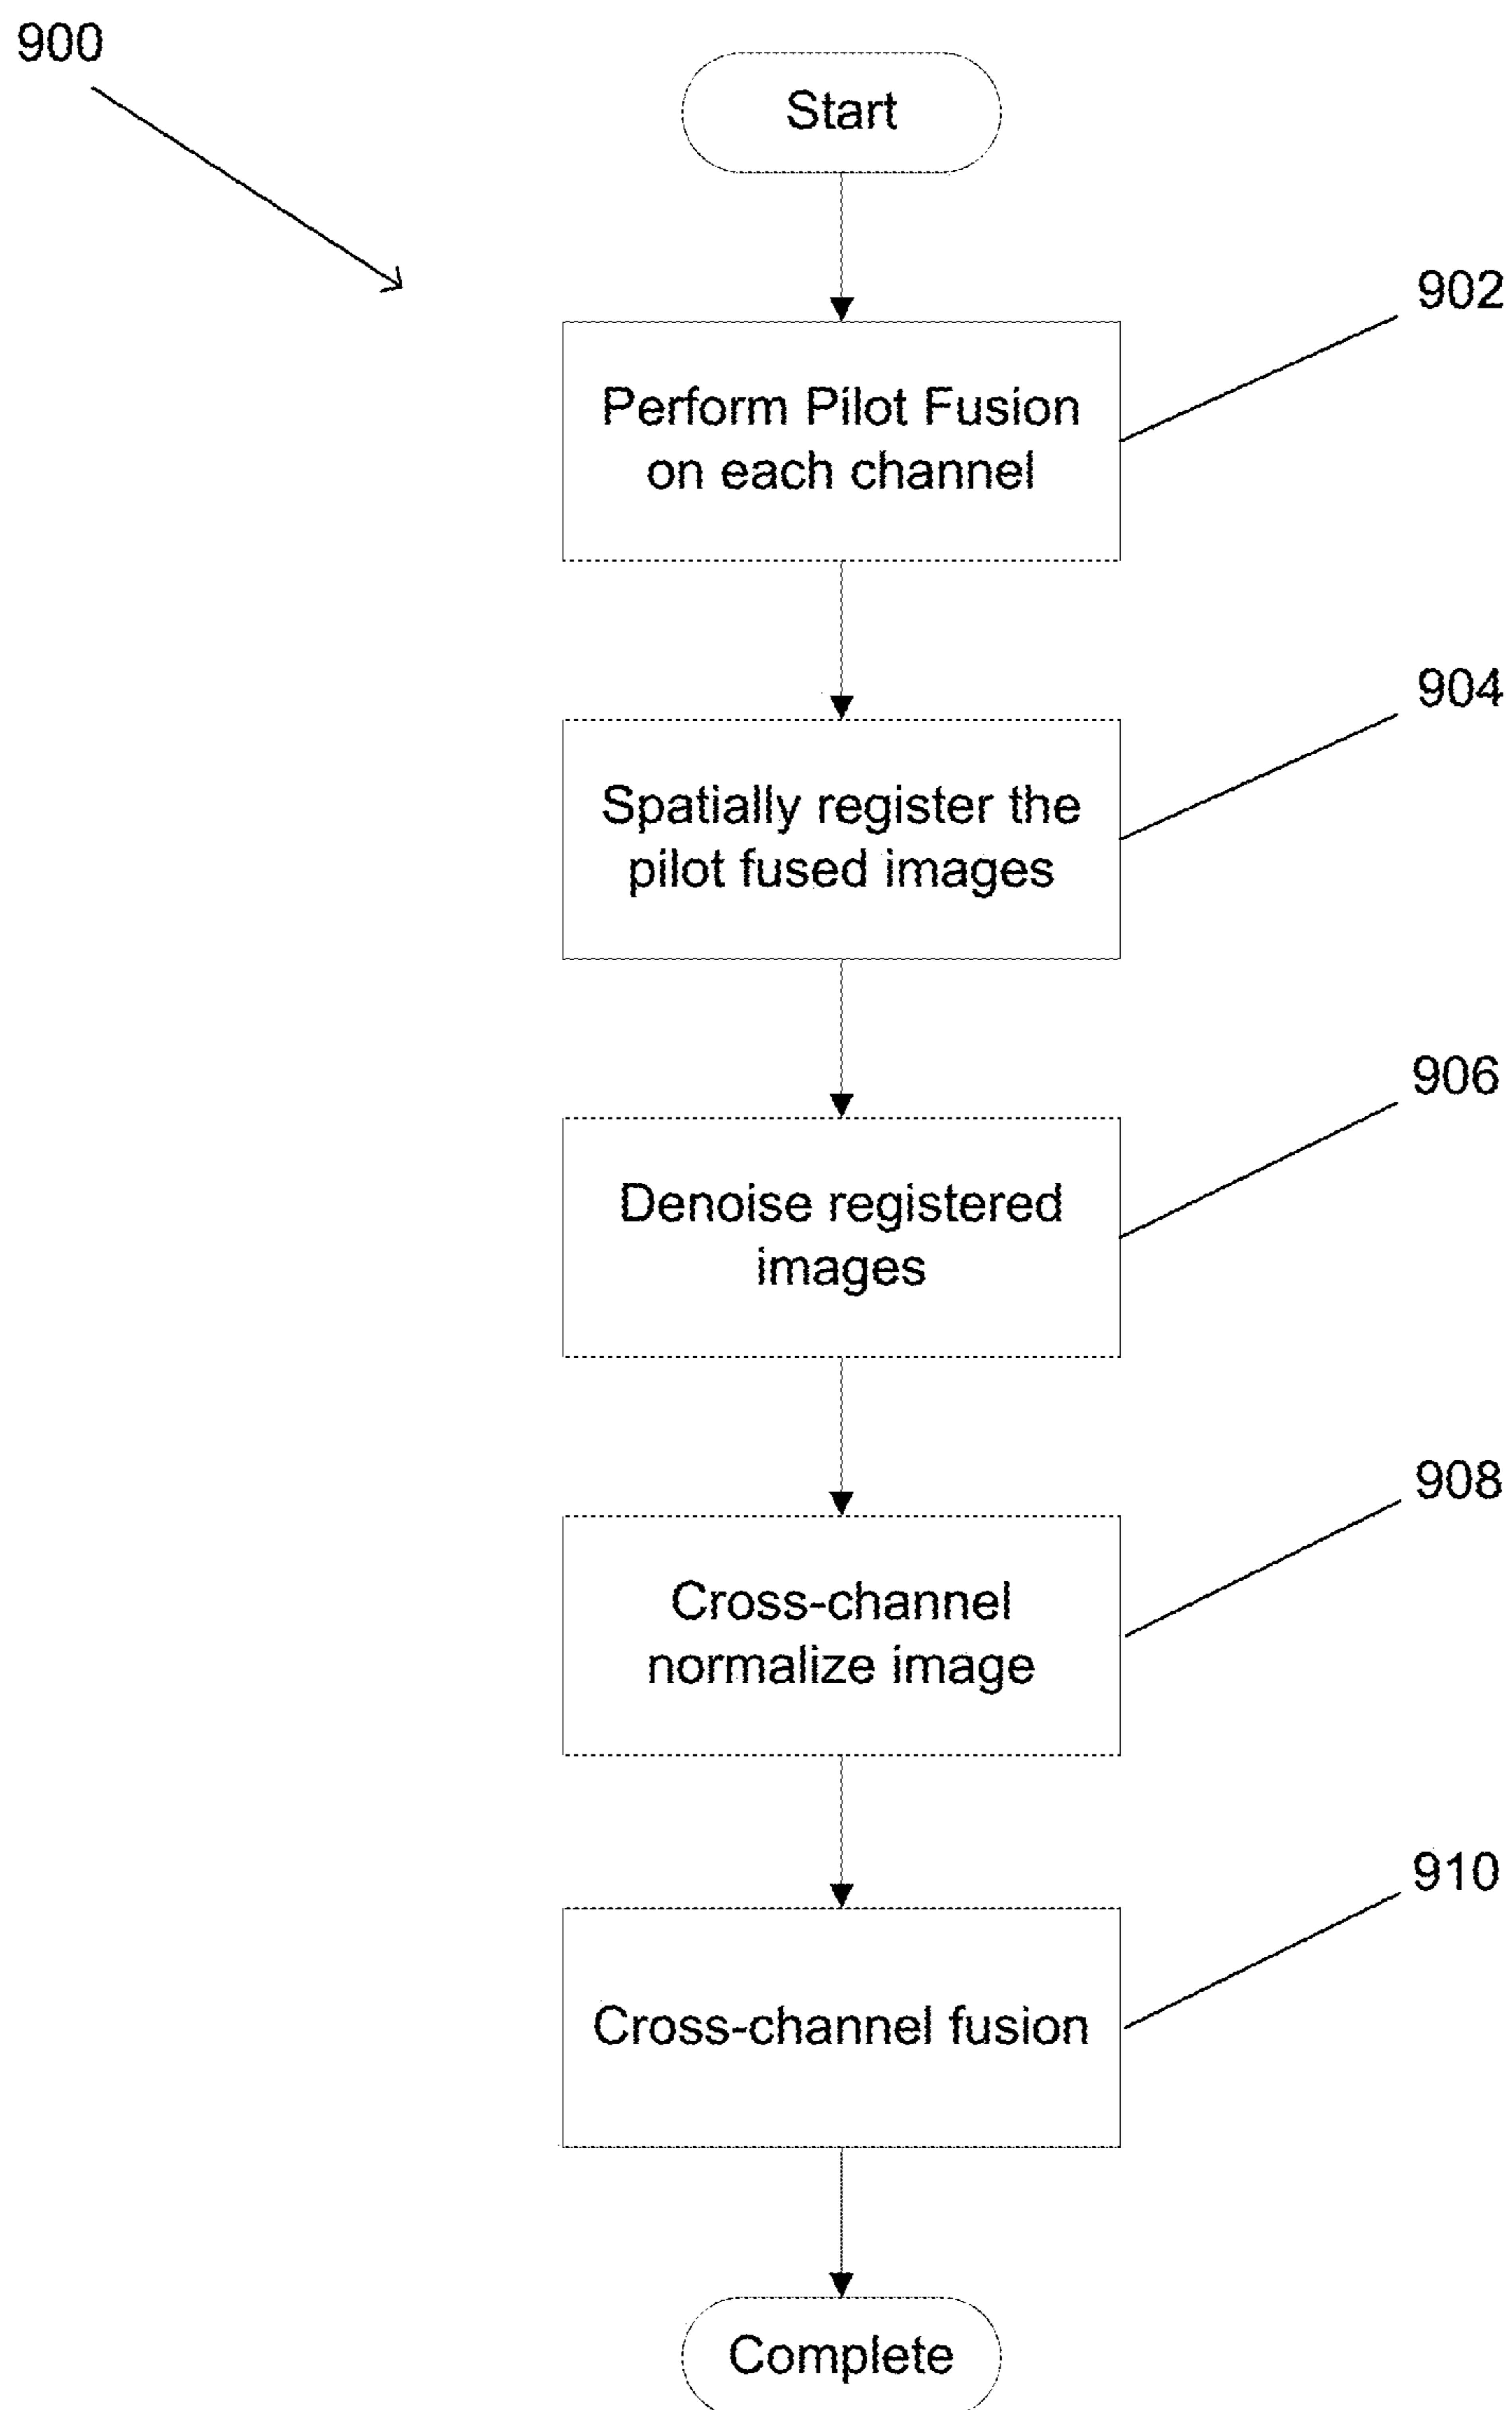 900
Start
902
Perform Pilot Fusion
on each channel
904
Spatially register the
pilot fused images
906
Denoise registered
images
908
Cross-channel
normalize image
910
Cross-channel fusion
Complete